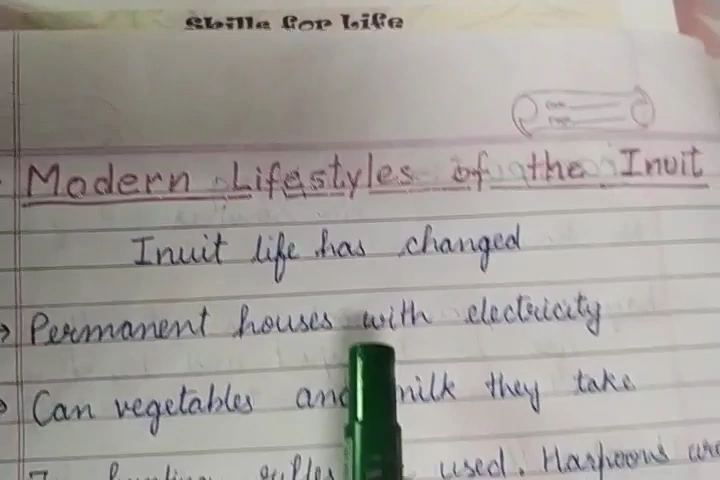 Skills for Life
Modern Lifestyles of the Inuit
Inuit life has changed
→ Permanent houses with electricity
→ Can vegetables and milk they take
rifles used. Harpoons are